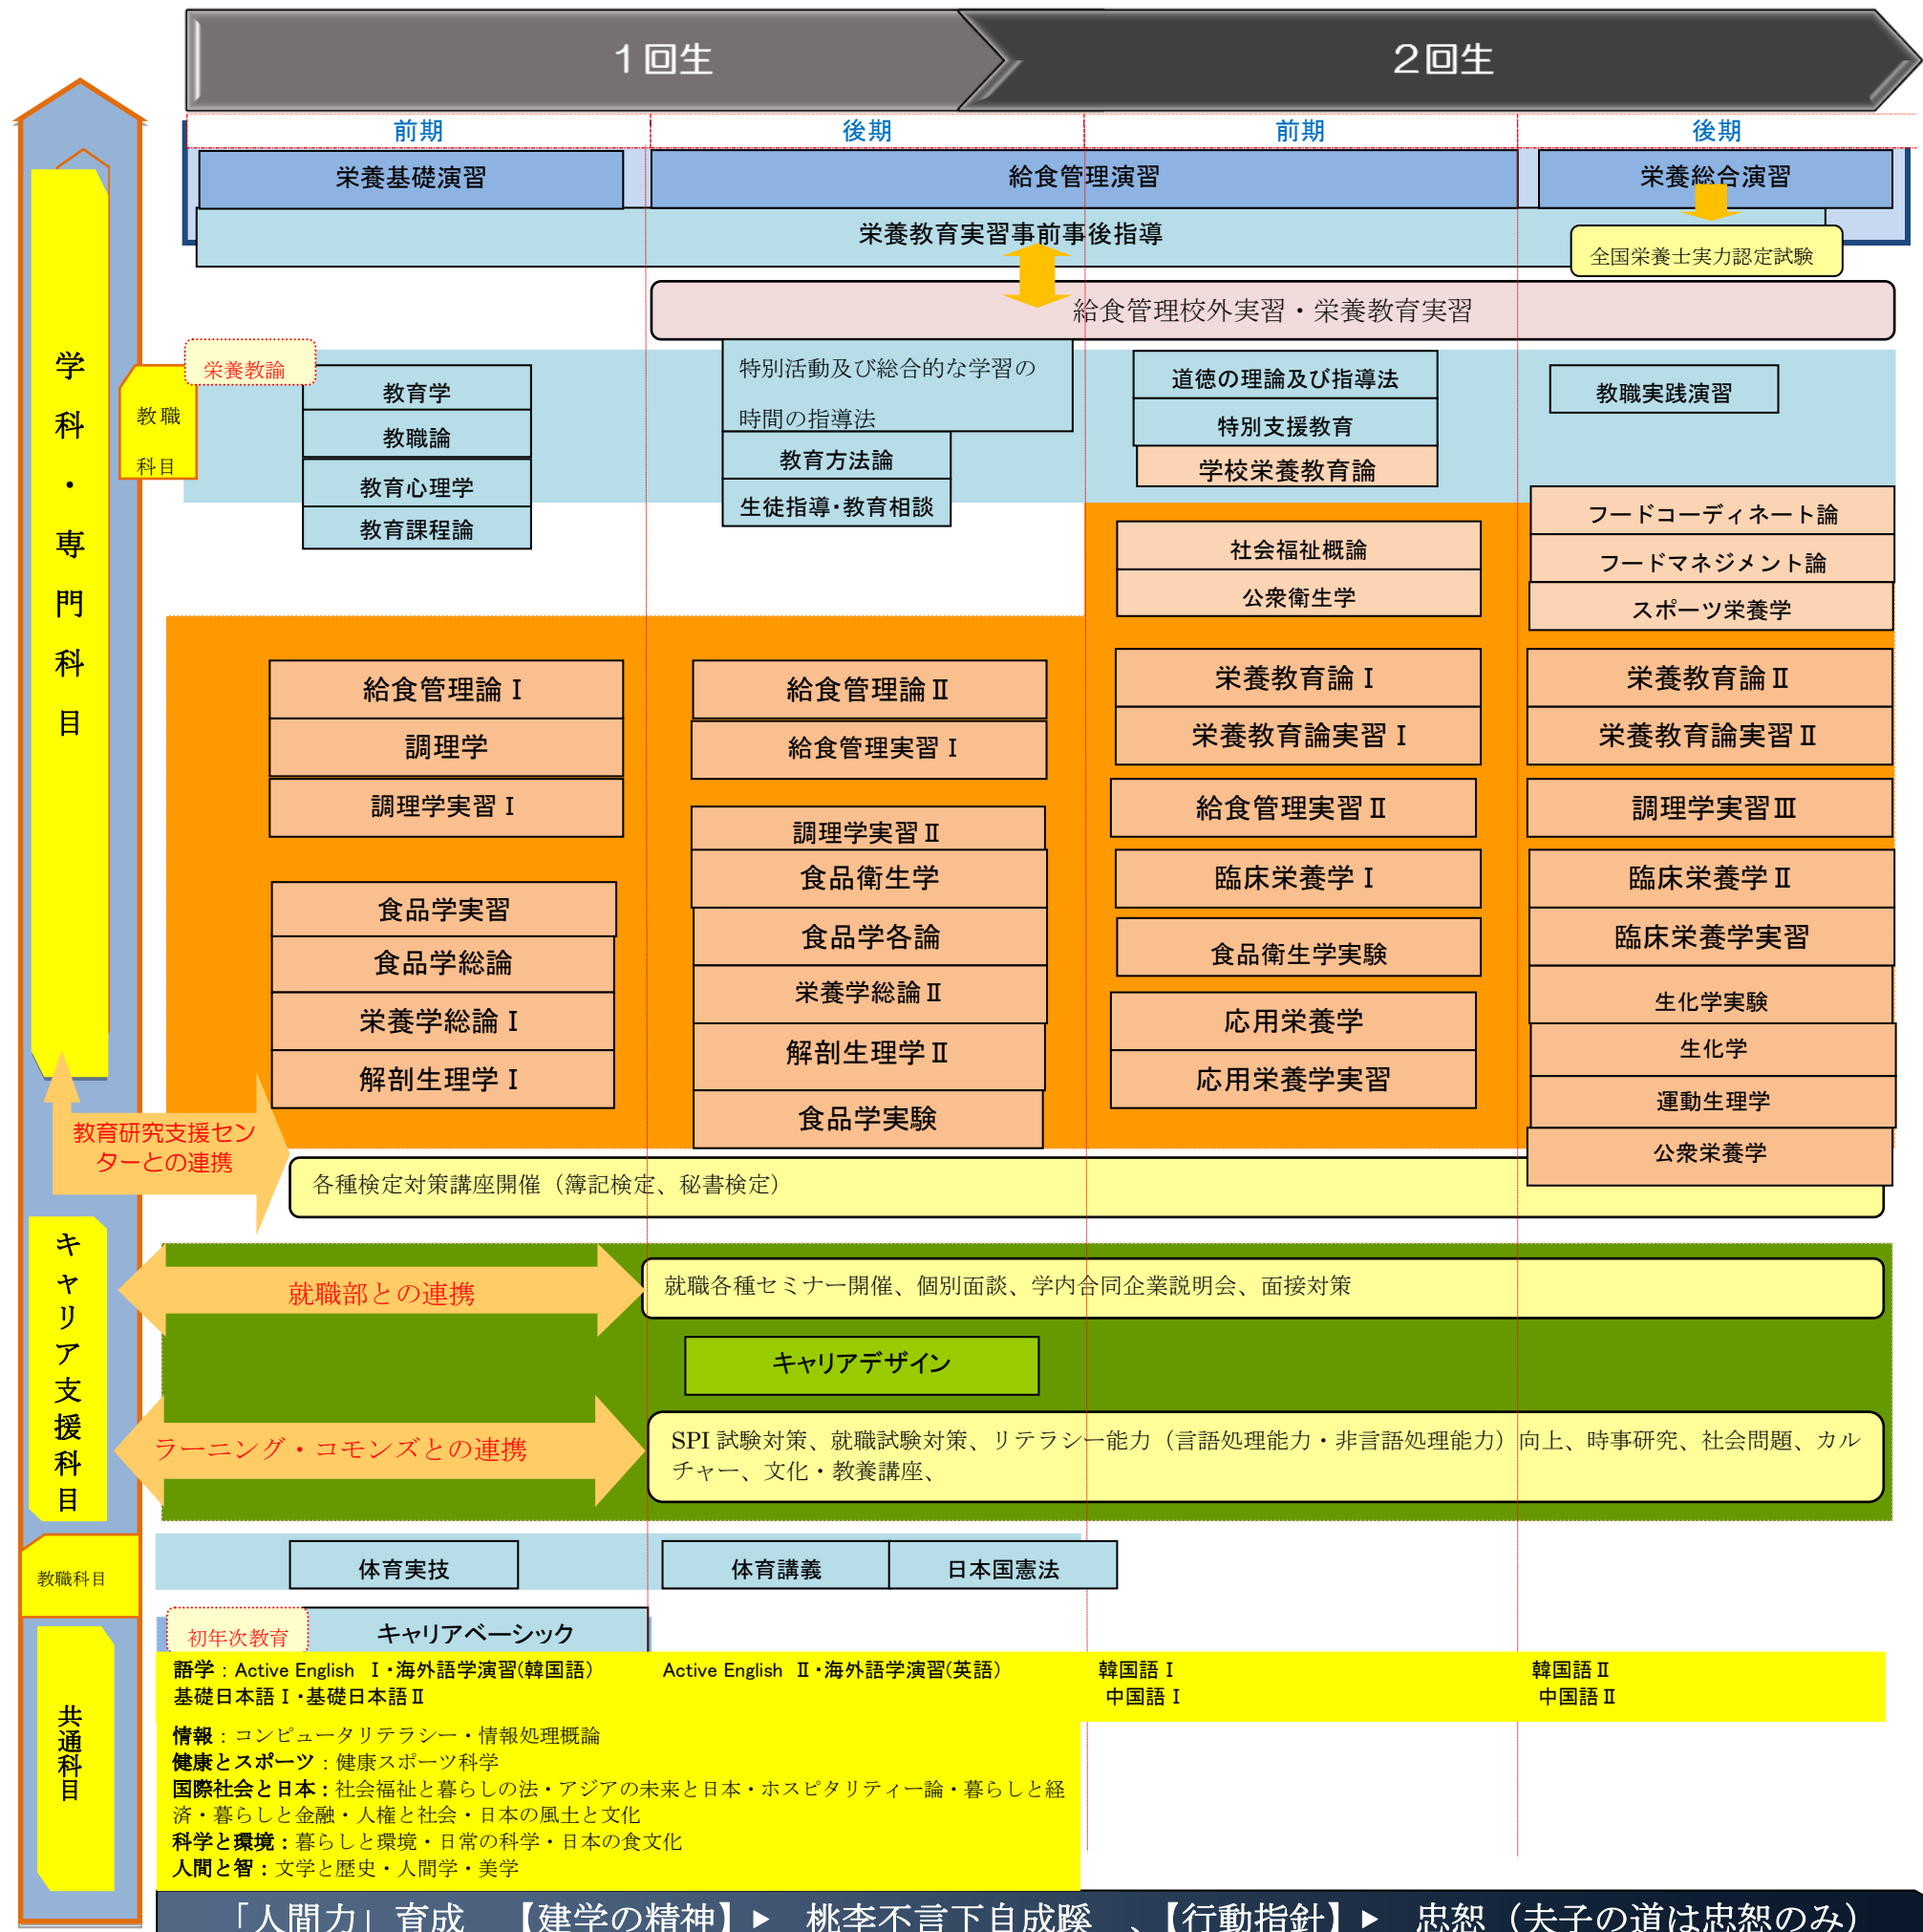 1回生
2回生
前期
後期
前期
後期
栄養基礎演習
給食管理演習
栄養総合演習
栄養教育実習事前事後指導
全国栄養士実力認定試験
給食管理校外実習・栄養教育実習
学科・専門科目
教職
科目
栄養教諭
教育学
教職論
教育心理学
教育課程論
特別活動及び総合的な学習の
時間の指導法
教育方法論
生徒指導・教育相談
道徳の理論及び指導法
特別支援教育
学校栄養教育論
教職実践演習
社会福祉概論
公衆衛生学
フードコーディネート論
フードマネジメント論
スポーツ栄養学
給食管理論Ⅰ
調理学
調理学実習Ⅰ
食品学実習
食品学総論
栄養学総論Ⅰ
解剖生理学Ⅰ
給食管理論Ⅱ
給食管理実習Ⅰ
調理学実習Ⅱ
食品衛生学
食品学各論
栄養学総論Ⅱ
解剖生理学Ⅱ
食品学実験
栄養教育論Ⅰ
栄養教育論実習Ⅰ
給食管理実習Ⅱ
臨床栄養学Ⅰ
食品衛生学実験
応用栄養学
応用栄養学実習
栄養教育論Ⅱ
栄養教育論実習Ⅱ
調理学実習Ⅲ
臨床栄養学Ⅱ
臨床栄養学実習
生化学実験
生化学
運動生理学
公衆栄養学
教育研究支援セン
ターとの連携
各種検定対策講座開催（簿記検定、秘書検定）
キャリア支援科目
就職部との連携
就職各種セミナー開催、個別面談、学内合同企業説明会、面接対策
キャリアデザイン
ラーニング・コモンズとの連携
SPI 試験対策、就職試験対策、リテラシー能力（言語処理能力・非言語処理能力）向上、時事研究、社会問題、カル
チャー、文化・教養講座、
教職科目
体育実技
体育講義
日本国憲法
初年次教育
キャリアベーシック
共通科目
語学：Active English Ⅰ・海外語学演習(韓国語)
基礎日本語Ⅰ・基礎日本語Ⅱ
Active English Ⅱ・海外語学演習(英語)
韓国語Ⅰ
中国語Ⅰ
韓国語Ⅱ
中国語Ⅱ
情報：コンピュータリテラシー・情報処理概論
健康とスポーツ：健康スポーツ科学
国際社会と日本：社会福祉と暮らしの法・アジアの未来と日本・ホスピタリティー論・暮らしと経
済・暮らしと金融・人権と社会・日本の風土と文化
科学と環境：暮らしと環境・日常の科学・日本の食文化
人間と智：文学と歴史・人間学・美学
「人間力」育成 【建学の精神】▶ 桃李不言下自成蹊 、【行動指針】▶ 忠恕（夫子の道は忠恕のみ）